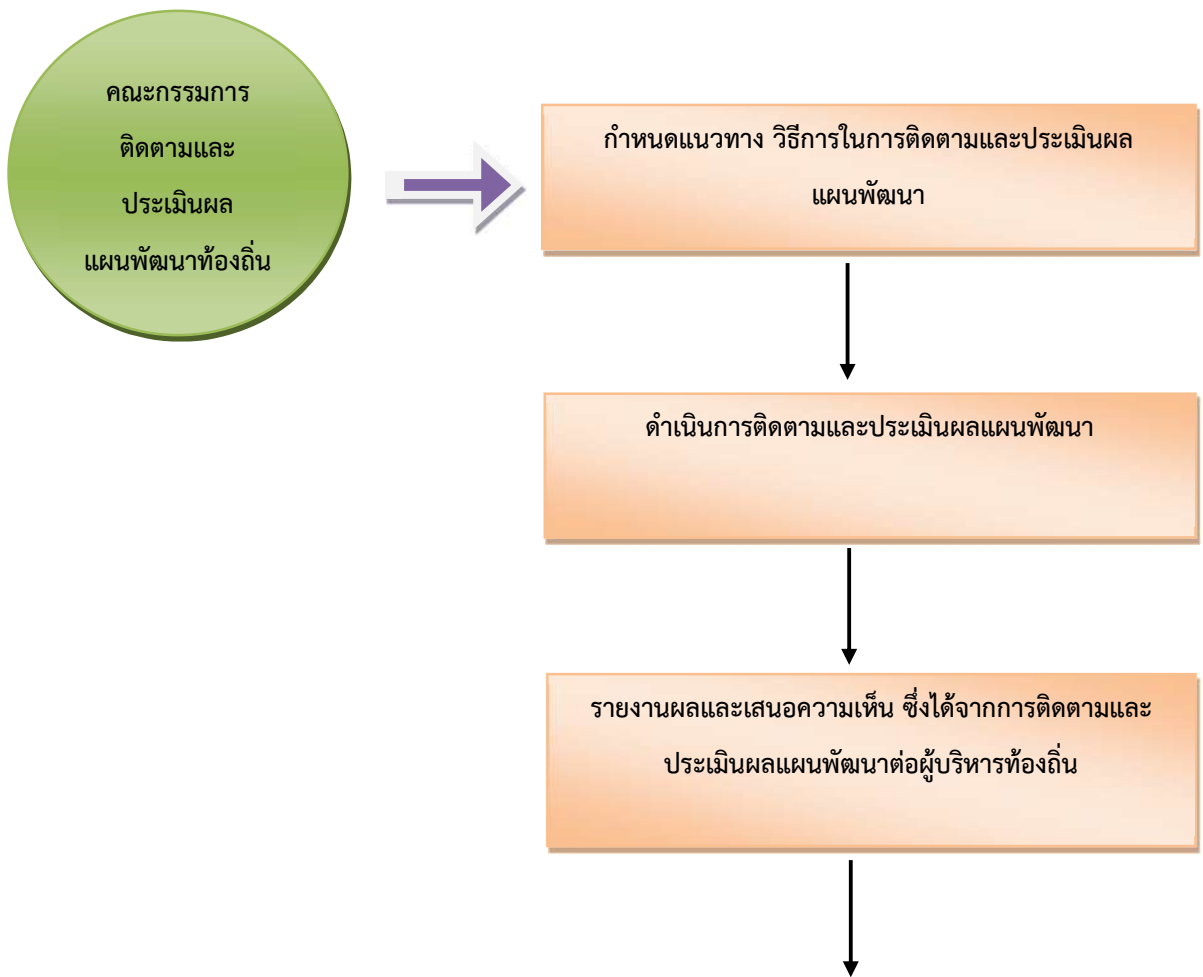 คณะกรรมการ
ติดตามและ
ประเมินผล
แผนพัฒนาท้องถิ่น
กำหนดแนวทาง วิธีการในการติดตามและประเมินผล
แผนพัฒนา
ดำเนินการติดตามและประเมินผลแผนพัฒนา
รายงานผลและเสนอความเห็น ซึ่งได้จากการติดตามและ
ประเมินผลแผนพัฒนาต่อผู้บริหารท้องถิ่น